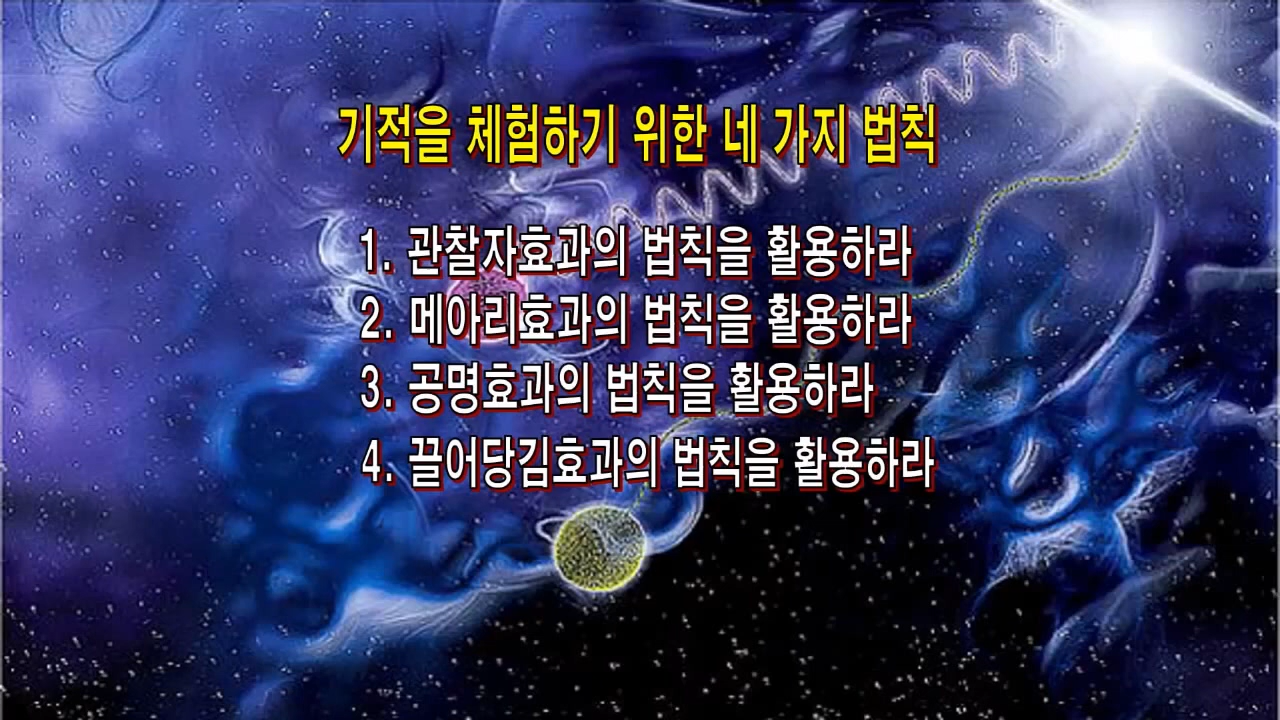 기적을 체험하기 위한 네 가지 법칙
1. 관찰자효과의 법칙을 활용하라
2. 메아리효과의 법칙을 활용하라
3. 공명효과의 법칙을 활용하라
4. 끌어당김효과의 법칙을 활용하라